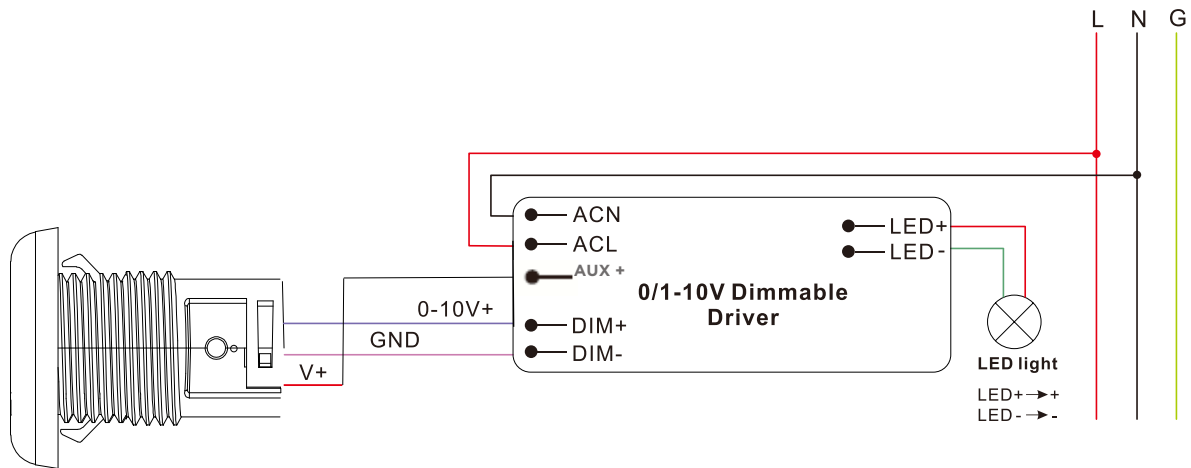 L N G
ACN
ACL
AUX +
LED+
LED-
0/1-10V Dimmable
Driver
0-10V+
DIM+
GND
DIM-
V+
LED light
LED+→+
LED-→-